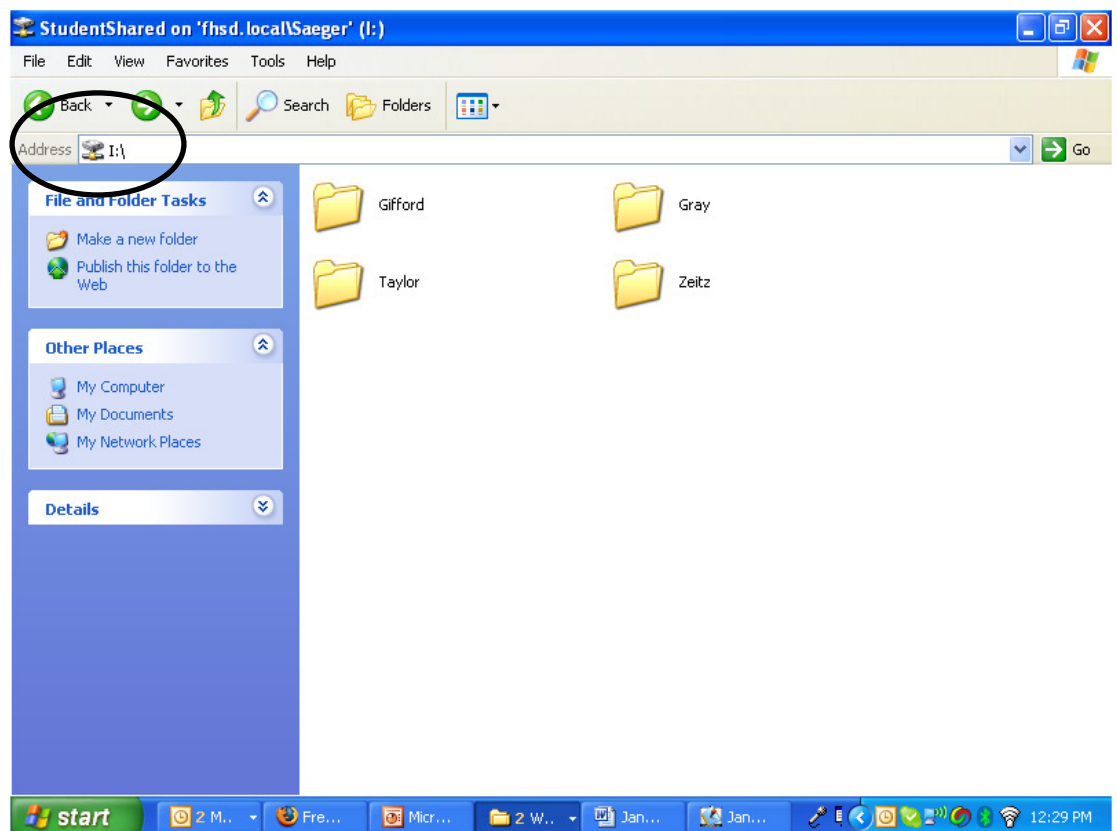 StudentShared on 'fhsd.local\Saeger' (I:)
File Edit View Favorites Tools Help
Back Search Folders
Address I:\ Go
File and Folder Tasks
Make a new folder
Publish this folder to the
Web
Other Places
My Computer
My Documents
My Network Places
Details
Gifford Gray
Taylor Zeitz
start 2 M.. Fre... Micr... 2 W.. Jan... Jan... 12:29 PM